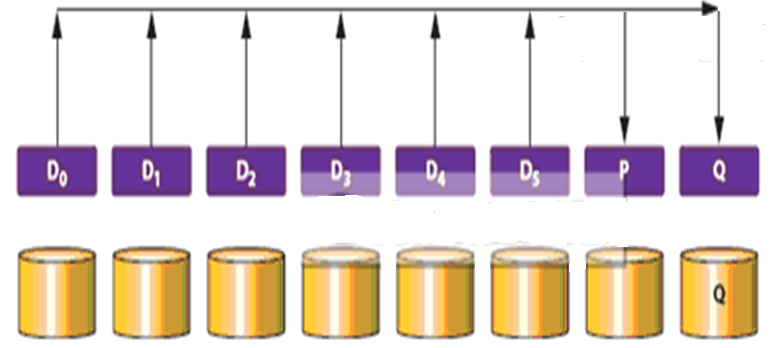 D₀ D₁ D₂ D₃ D₄ D₅ P Q
Q